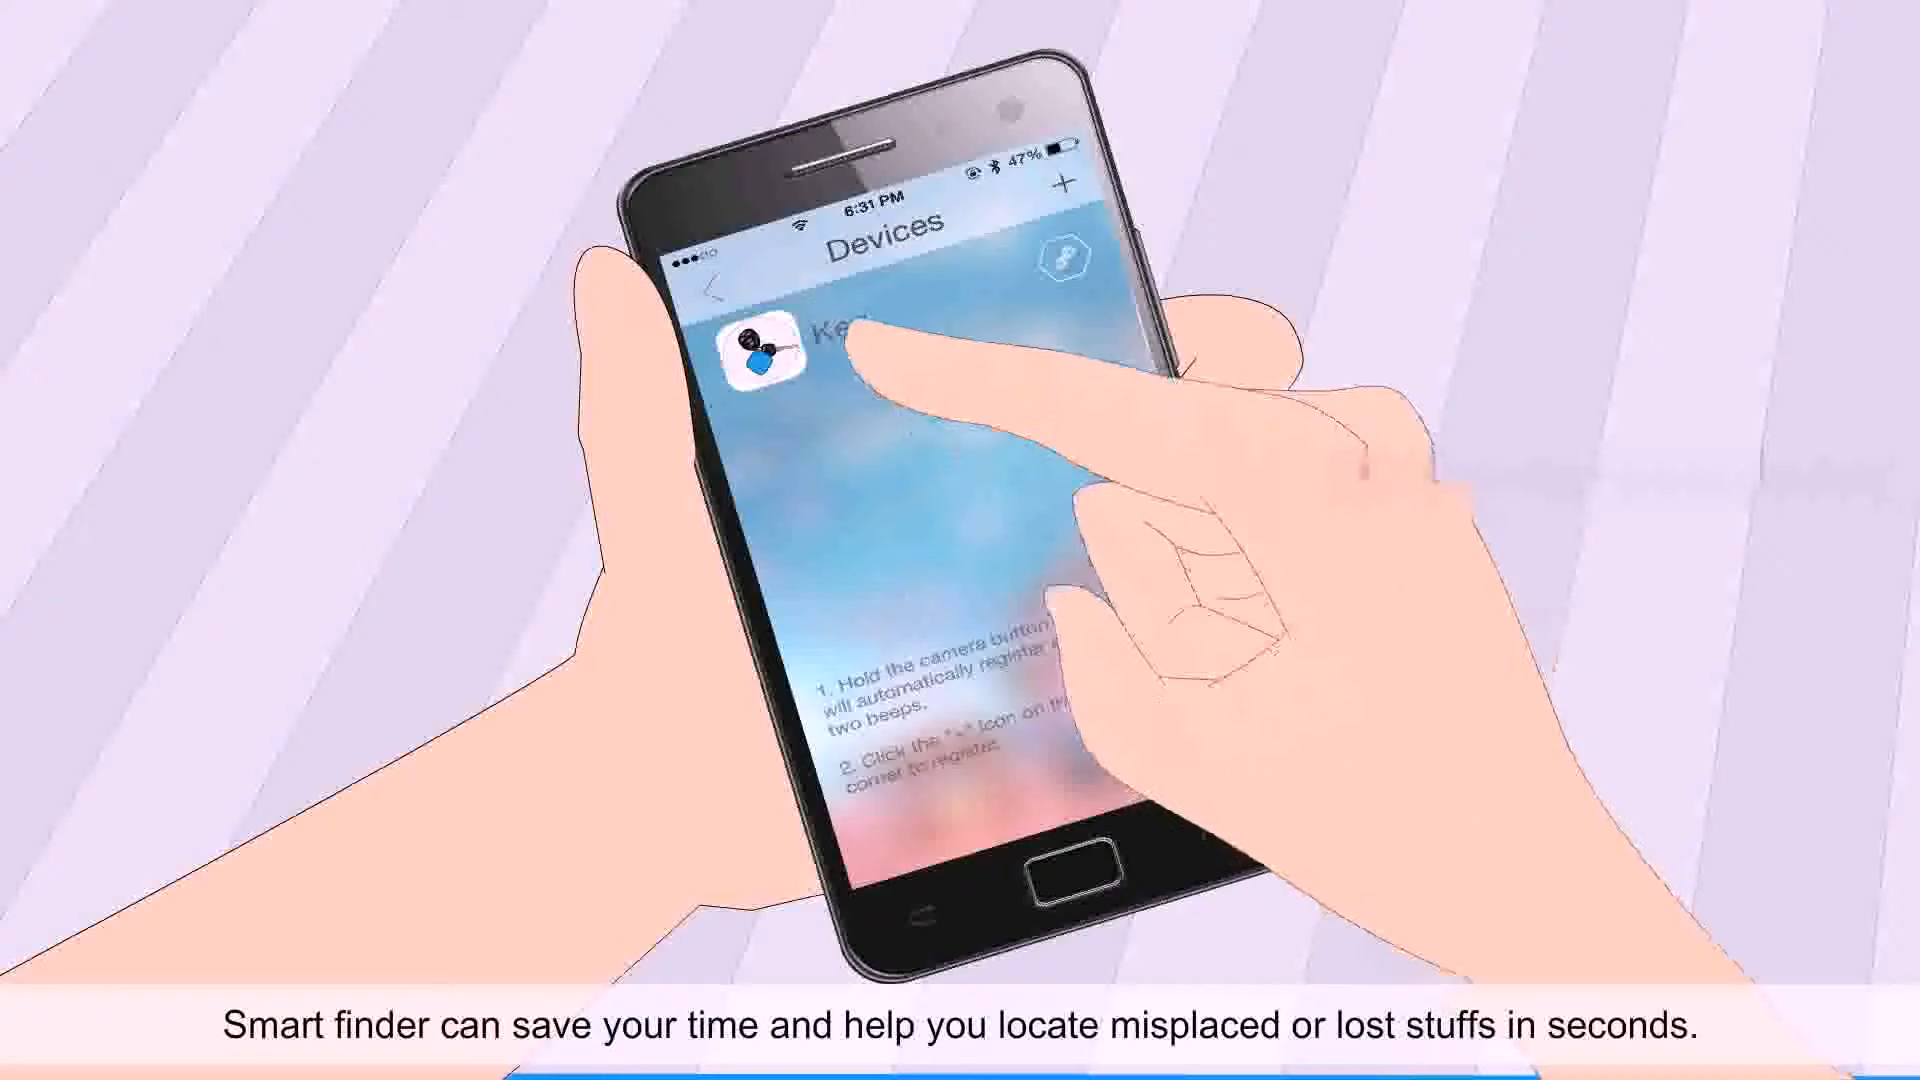 47%
6:31 PM
Devices
1. Hold the camera button
will automatically register
two beeps.
2. Click the "+" icon on
corner to register.
Smart finder can save your time and help you locate misplaced or lost stuffs in seconds.